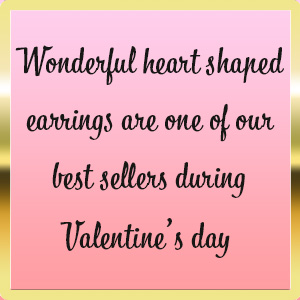 Wonderful heart shaped
earrings are one of our
best sellers during
Valentine's day